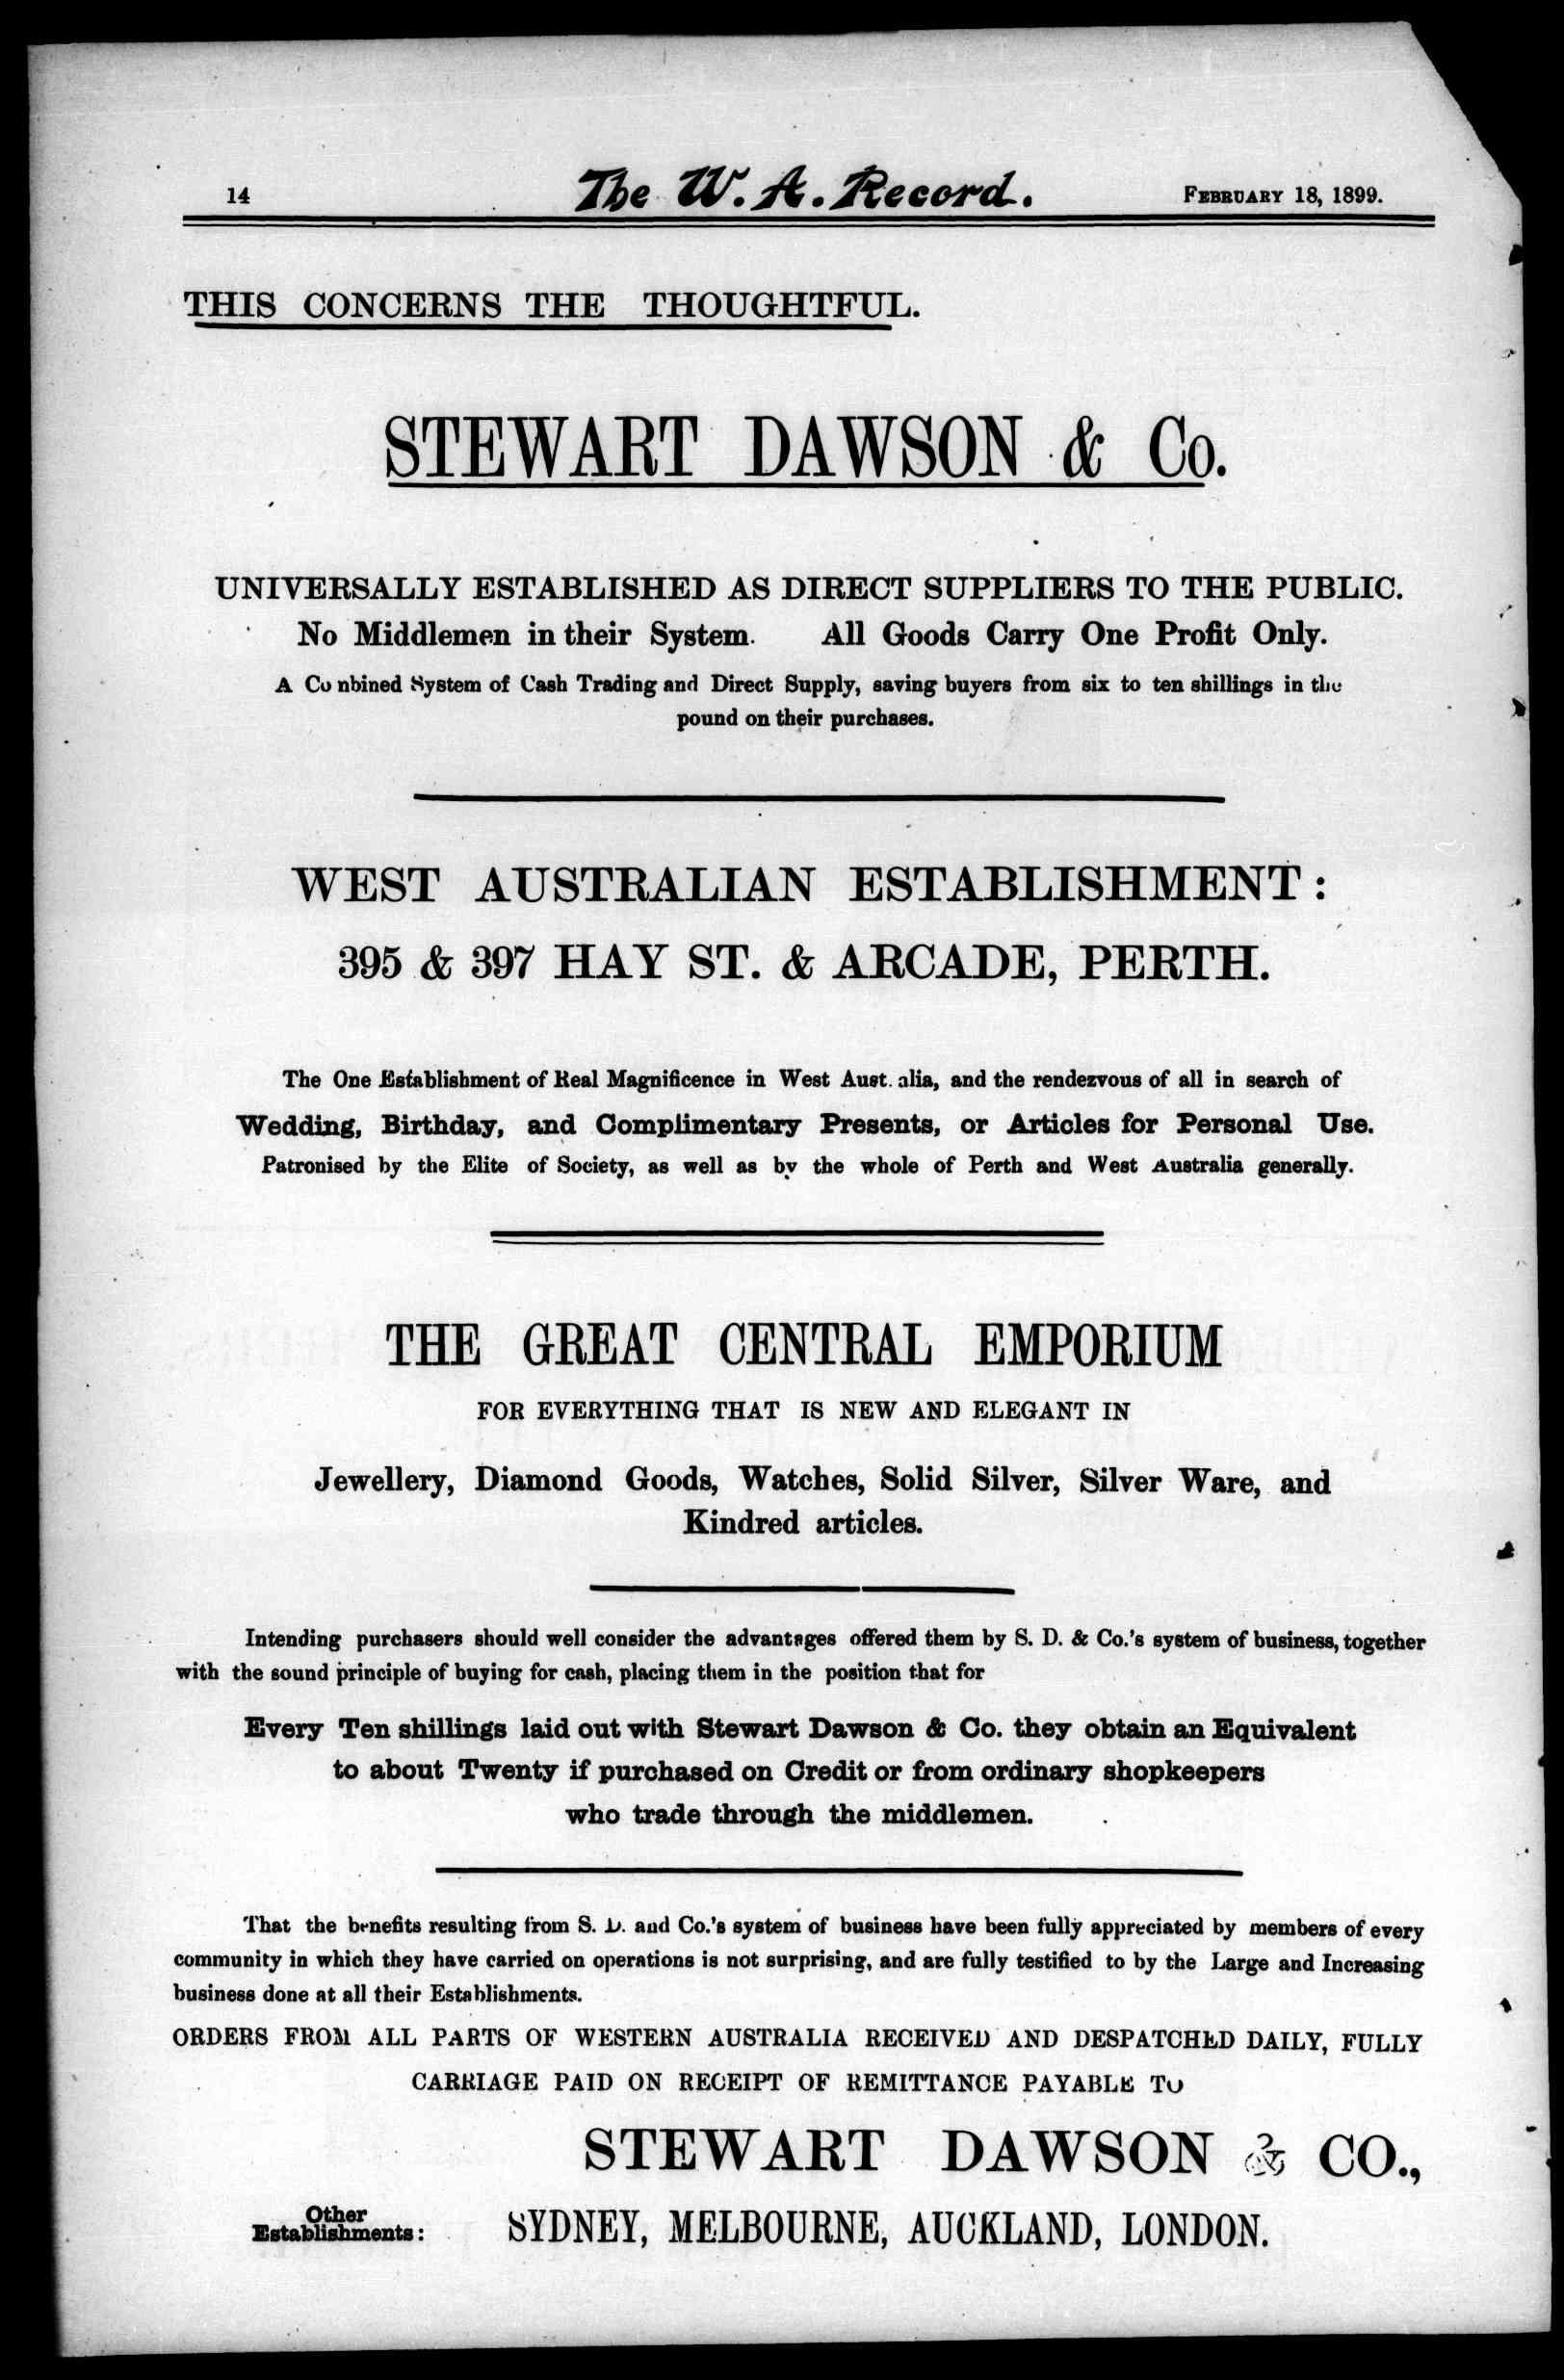 14 The W. A. Record. FEBRUARY 18, 1899.
THIS CONCERNS THE THOUGHTFUL.
STEWART DAWSON & Co.
UNIVERSALLY ESTABLISHED AS DIRECT SUPPLIERS TO THE PUBLIC.
No Middlemen in their System. All Goods Carry One Profit Only.
A Combined System of Cash Trading and Direct Supply, saving buyers from six to ten shillings in the
pound on their purchases.
WEST AUSTRALIAN ESTABLISHMENT:
395 & 397 HAY ST. & ARCADE, PERTH.
The One Establishment of Real Magnificence in West Australia, and the rendezvous of all in search of
Wedding, Birthday, and Complimentary Presents, or Articles for Personal Use.
Patronised by the Elite of Society, as well as by the whole of Perth and West Australia generally.
THE GREAT CENTRAL EMPORIUM
FOR EVERYTHING THAT IS NEW AND ELEGANT IN
Jewellery, Diamond Goods, Watches, Solid Silver, Silver Ware, and
Kindred articles.
Intending purchasers should well consider the advantages offered them by S. D. & Co.'s system of business, together
with the sound principle of buying for cash, placing them in the position that for
Every Ten shillings laid out with Stewart Dawson & Co. they obtain an Equivalent
to about Twenty if purchased on Credit or from ordinary shopkeepers
who trade through the middlemen.
That the benefits resulting from S. D. and Co.'s system of business have been fully appreciated by members of every
community in which they have carried on operations is not surprising, and are fully testified to by the Large and Increasing
business done at all their Establishments.
ORDERS FROM ALL PARTS OF WESTERN AUSTRALIA RECEIVED AND DESPATCHED DAILY, FULLY
CARRIAGE PAID ON RECEIPT OF REMITTANCE PAYABLE TO
STEWART DAWSON & CO.,
Other
Establishments: SYDNEY, MELBOURNE, AUCKLAND, LONDON.